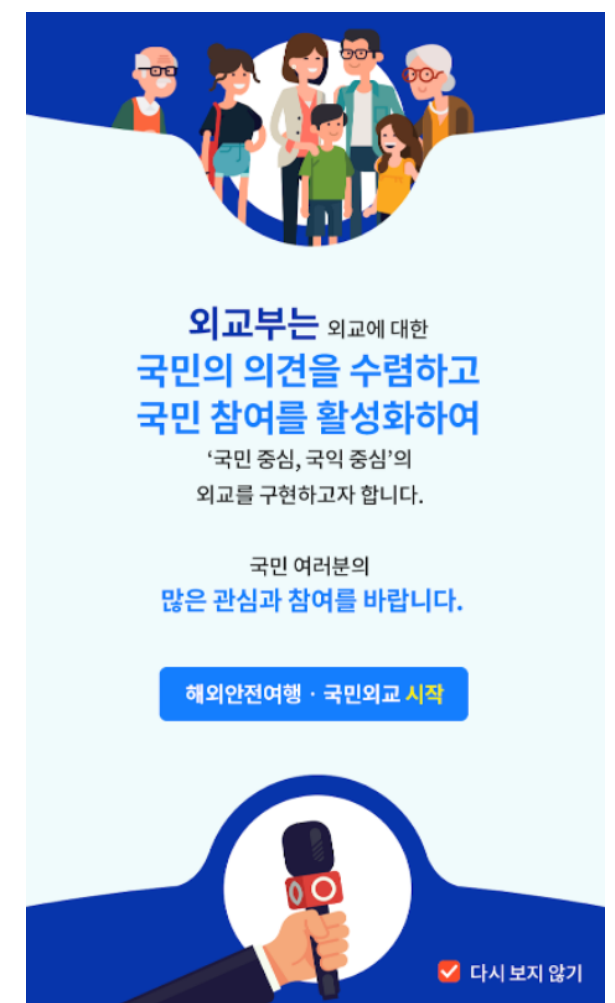 외교부는 외교에 대한
국민의 의견을 수렴하고
국민 참여를 활성화하여
‘국민 중심, 국익 중심’의
외교를 구현하고자 합니다.
국민 여러분의
많은 관심과 참여를 바랍니다.
해외안전여행 · 국민외교 시작
다시 보지 않기